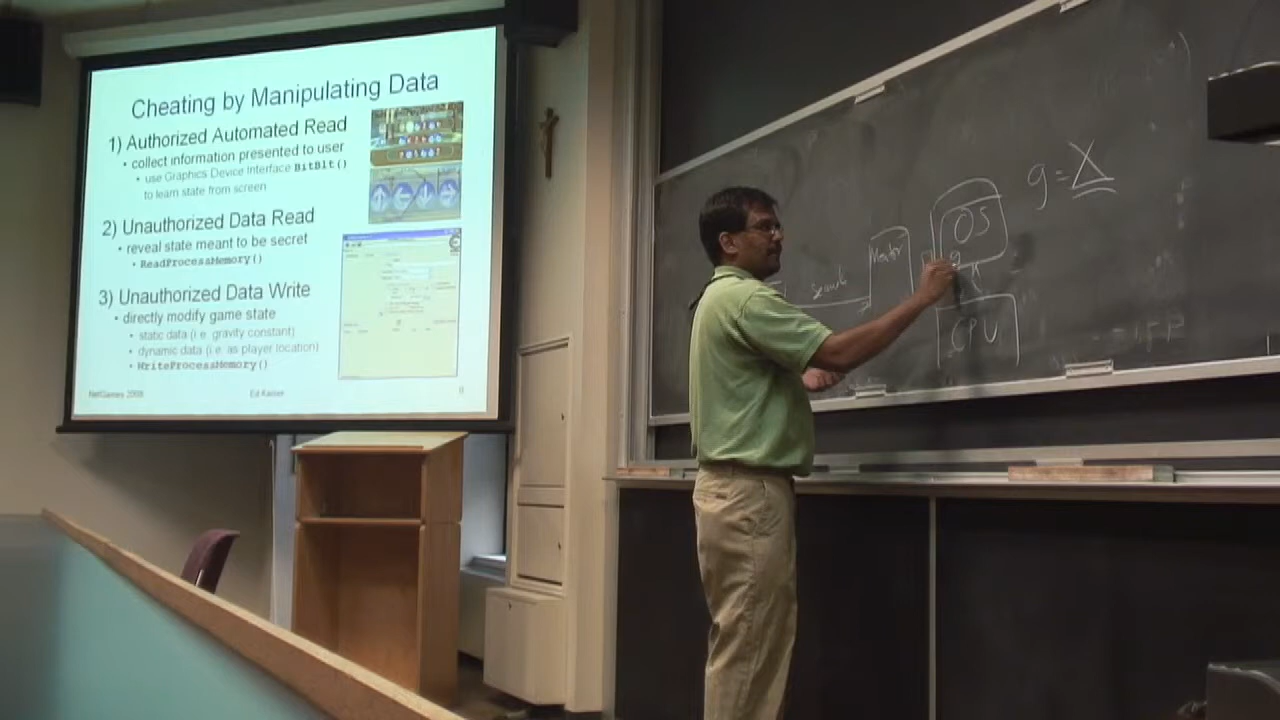 Cheating by Manipulating Data
1) Authorized Automated Read
• collect information presented to user
• use Graphics Device Interface BitBlt()
to learn state from screen
2) Unauthorized Data Read
• reveal state meant to be secret
• ReadProcessMemory()
3) Unauthorized Data Write
• directly modify game state
• static data (i.e. gravity constant)
• dynamic data (i.e. as player location)
• WriteProcessMemory()
NetGames 2008
Ed Kaiser
g = X
OS
CPU